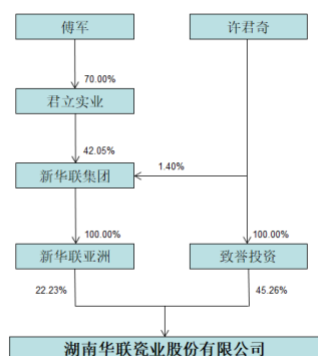 傅军
许君奇
70.00%
君立实业
42.05%
1.40%
新华联集团
100.00%
100.00%
新华联亚洲
致誉投资
22.23%
45.26%
湖南华联瓷业股份有限公司